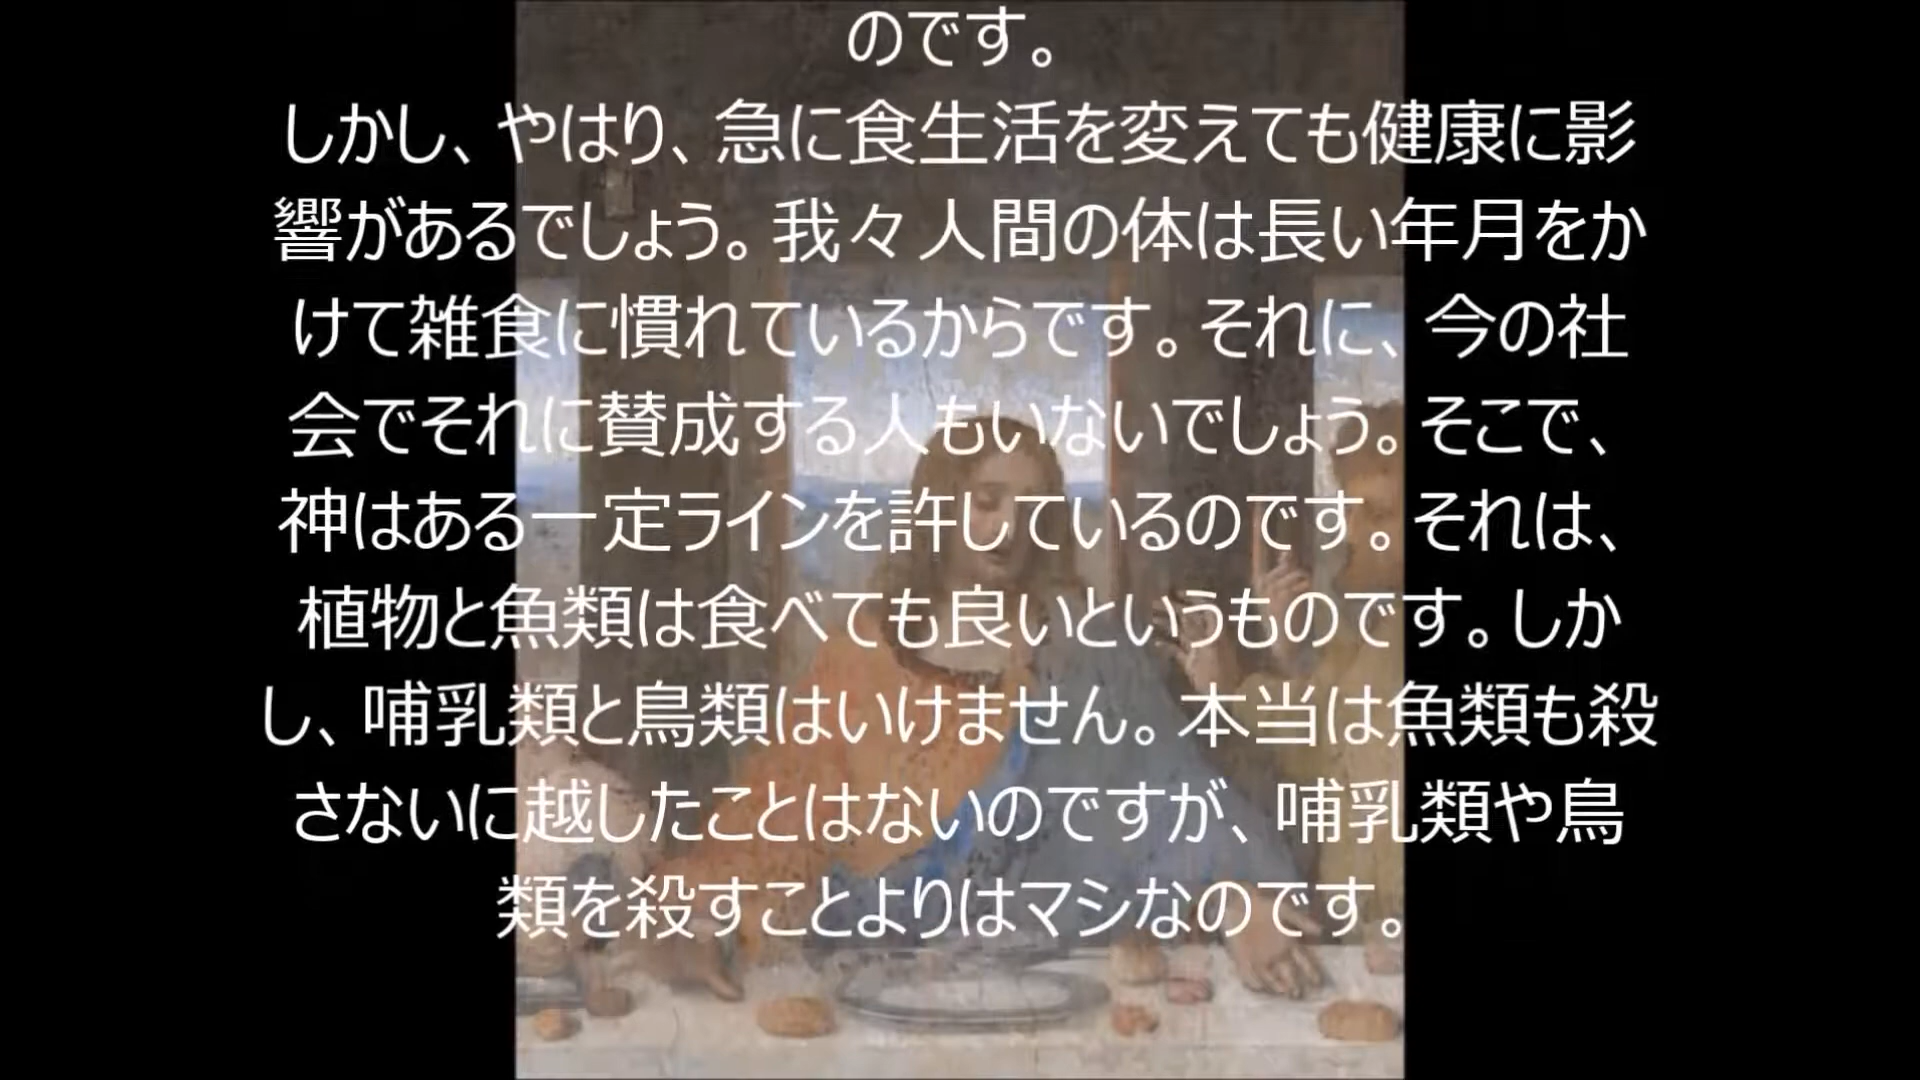 のです。
しかし、やはり、急に食生活を変えても健康に影
響があるでしょう。我々人間の体は長い年月をか
けて雑食に慣れているからです。それに、今の社
会でそれに賛成する人もいないでしょう。そこで、
神はある一定ラインを許しているのです。それは、
植物と魚類は食べても良いというものです。しか
し、哺乳類と鳥類はいけません。本当は魚類も殺
さないに越したことはないのですが、哺乳類や鳥
類を殺すことよりはマシなのです。